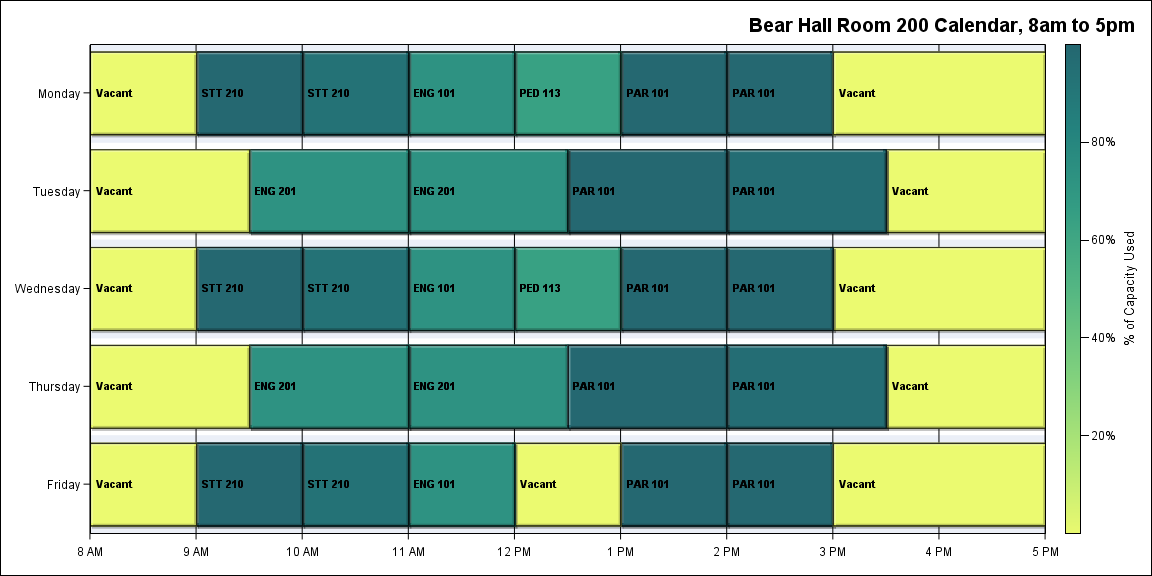 Bear Hall Room 200 Calendar, 8am to 5pm
Monday
Vacant
STT 210
STT 210
ENG 101
PED 113
PAR 101
PAR 101
Vacant
Tuesday
Vacant
ENG 201
ENG 201
PAR 101
PAR 101
Vacant
Wednesday
Vacant
STT 210
STT 210
ENG 101
PED 113
PAR 101
PAR 101
Vacant
Thursday
Vacant
ENG 201
ENG 201
PAR 101
PAR 101
Vacant
Friday
Vacant
STT 210
STT 210
ENG 101
Vacant
PAR 101
PAR 101
Vacant
8 AM
9 AM
10 AM
11 AM
12 PM
1 PM
2 PM
3 PM
4 PM
5 PM
80%
60%
40%
20%
% of Capacity Used